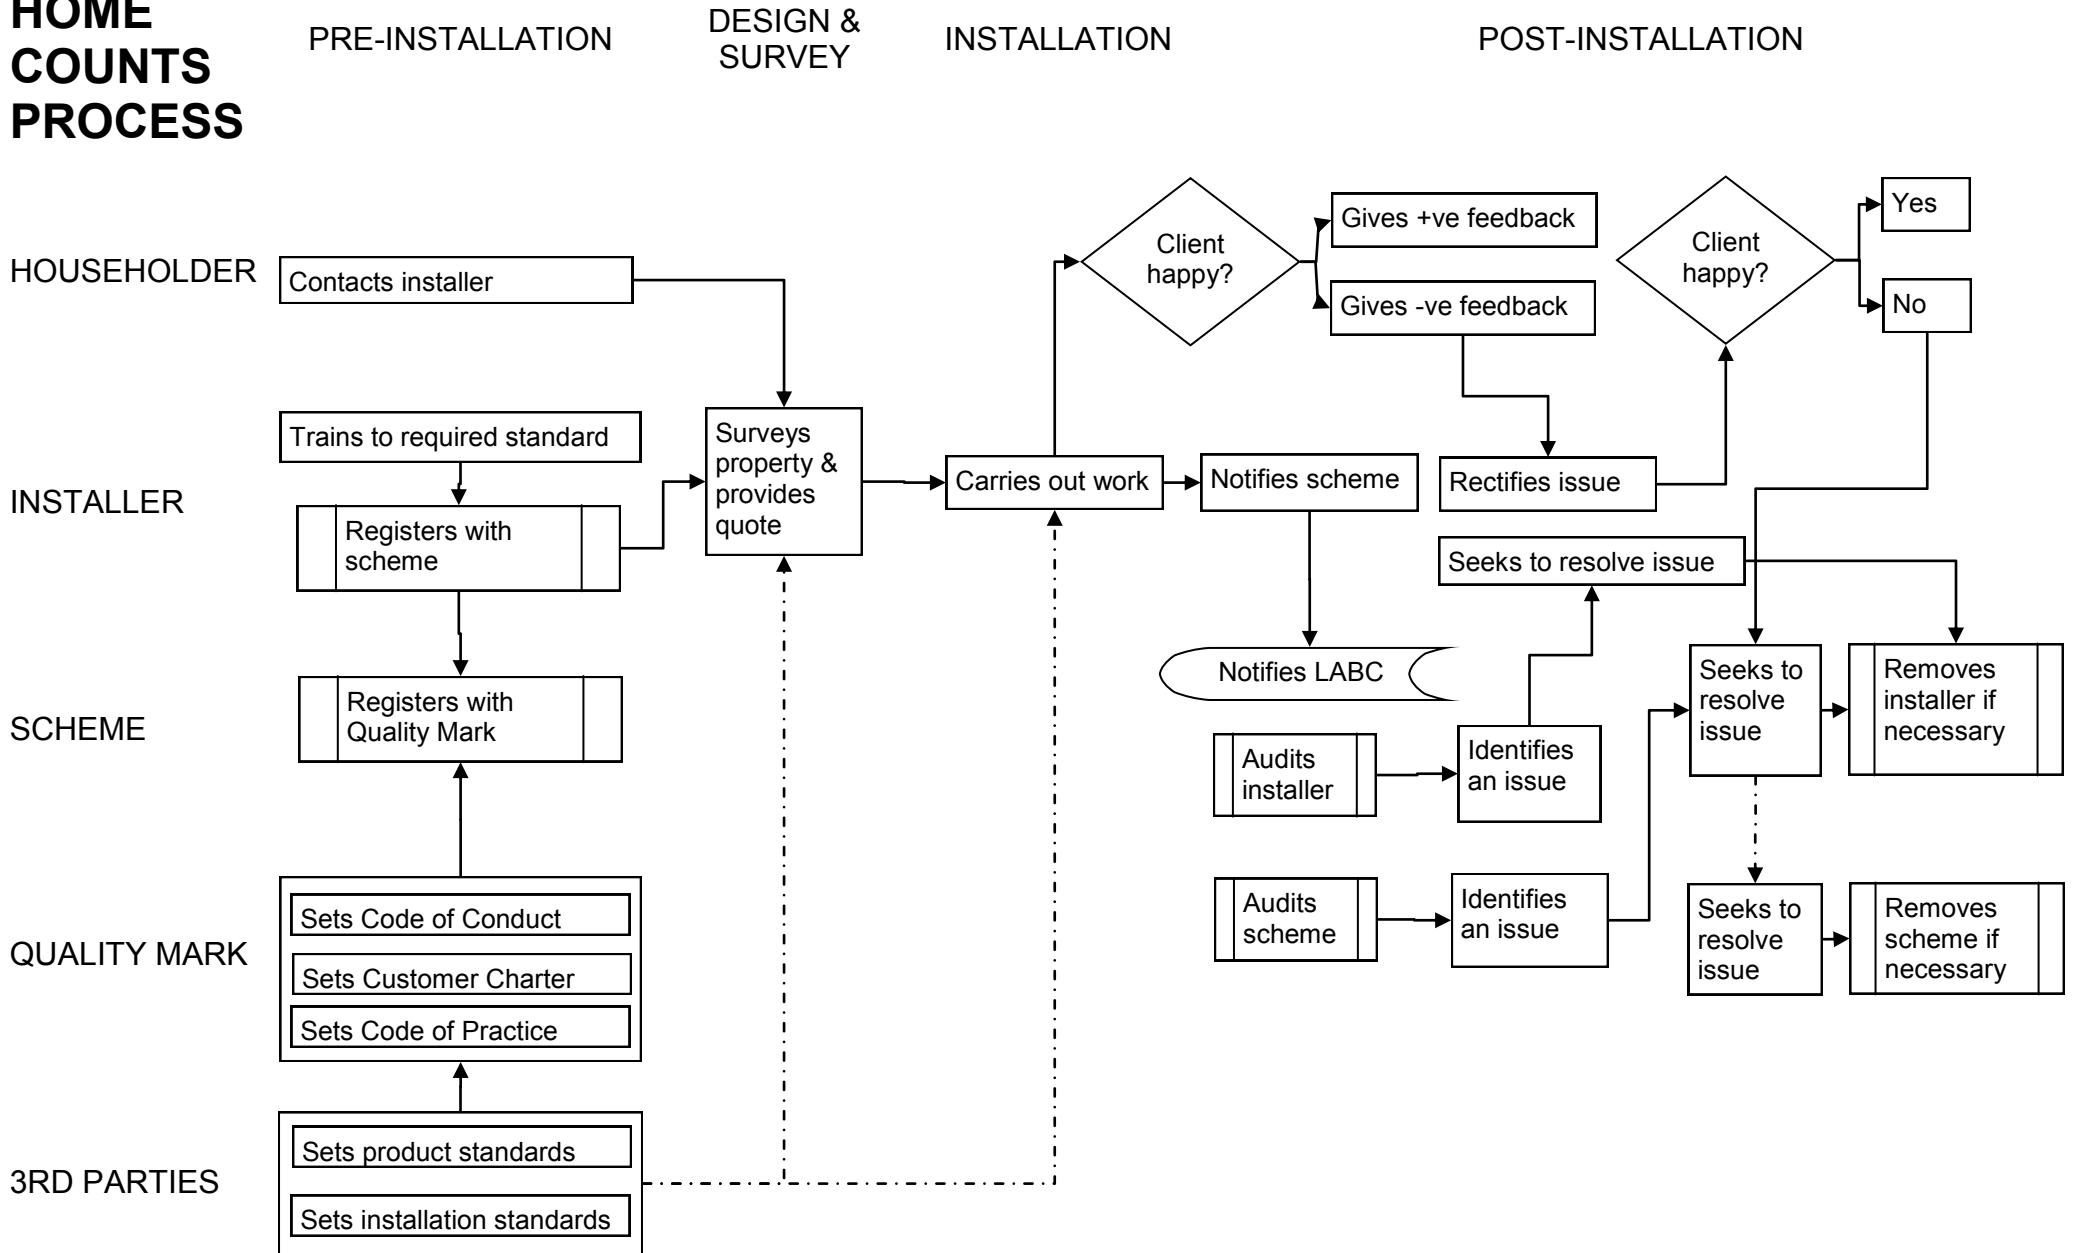 HOME
COUNTS
PROCESS
PRE-INSTALLATION
DESIGN &
SURVEY
INSTALLATION
POST-INSTALLATION
HOUSEHOLDER
Contacts installer
Client
happy?
Gives +ve feedback
Gives -ve feedback
Client
happy?
Yes
No
INSTALLER
Trains to required standard
Registers with
scheme
Surveys
property &
provides
quote
Carries out work
Notifies scheme
Rectifies issue
Seeks to resolve issue
SCHEME
Registers with
Quality Mark
Notifies LABC
Audits
installer
Identifies
an issue
Seeks to
resolve
issue
Removes
installer if
necessary
QUALITY MARK
Sets Code of Conduct
Sets Customer Charter
Sets Code of Practice
Audits
scheme
Identifies
an issue
Seeks to
resolve
issue
Removes
scheme if
necessary
3RD PARTIES
Sets product standards
Sets installation standards